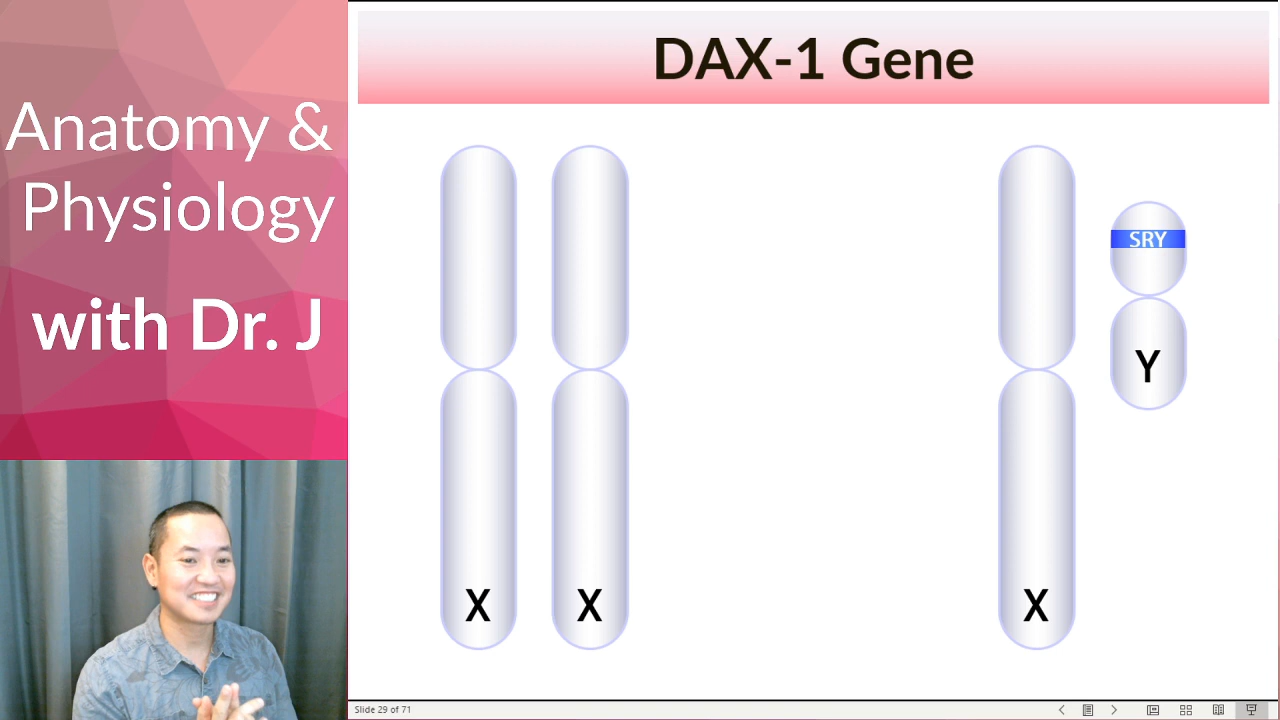 Anatomy &
Physiology
with Dr. J
DAX-1 Gene
SRY
Y
X
X
X
Slide 29 of 71